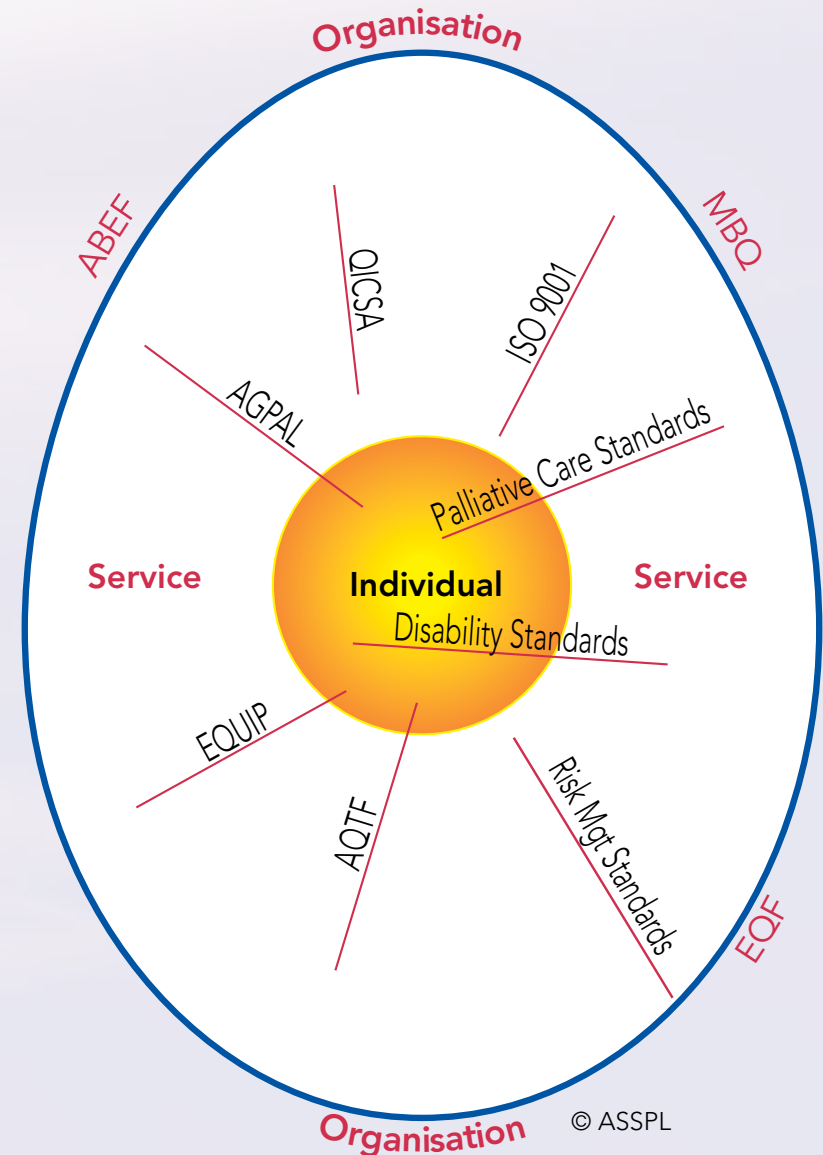 Organisation
ABEF
MBQ
QICSA
ISO 9001
AGPAL
Palliative Care Standards
Service
Individual
Service
Disability Standards
EQUIP
AQTF
Risk Mgt Standards
EQF
Organisation
© ASSPL